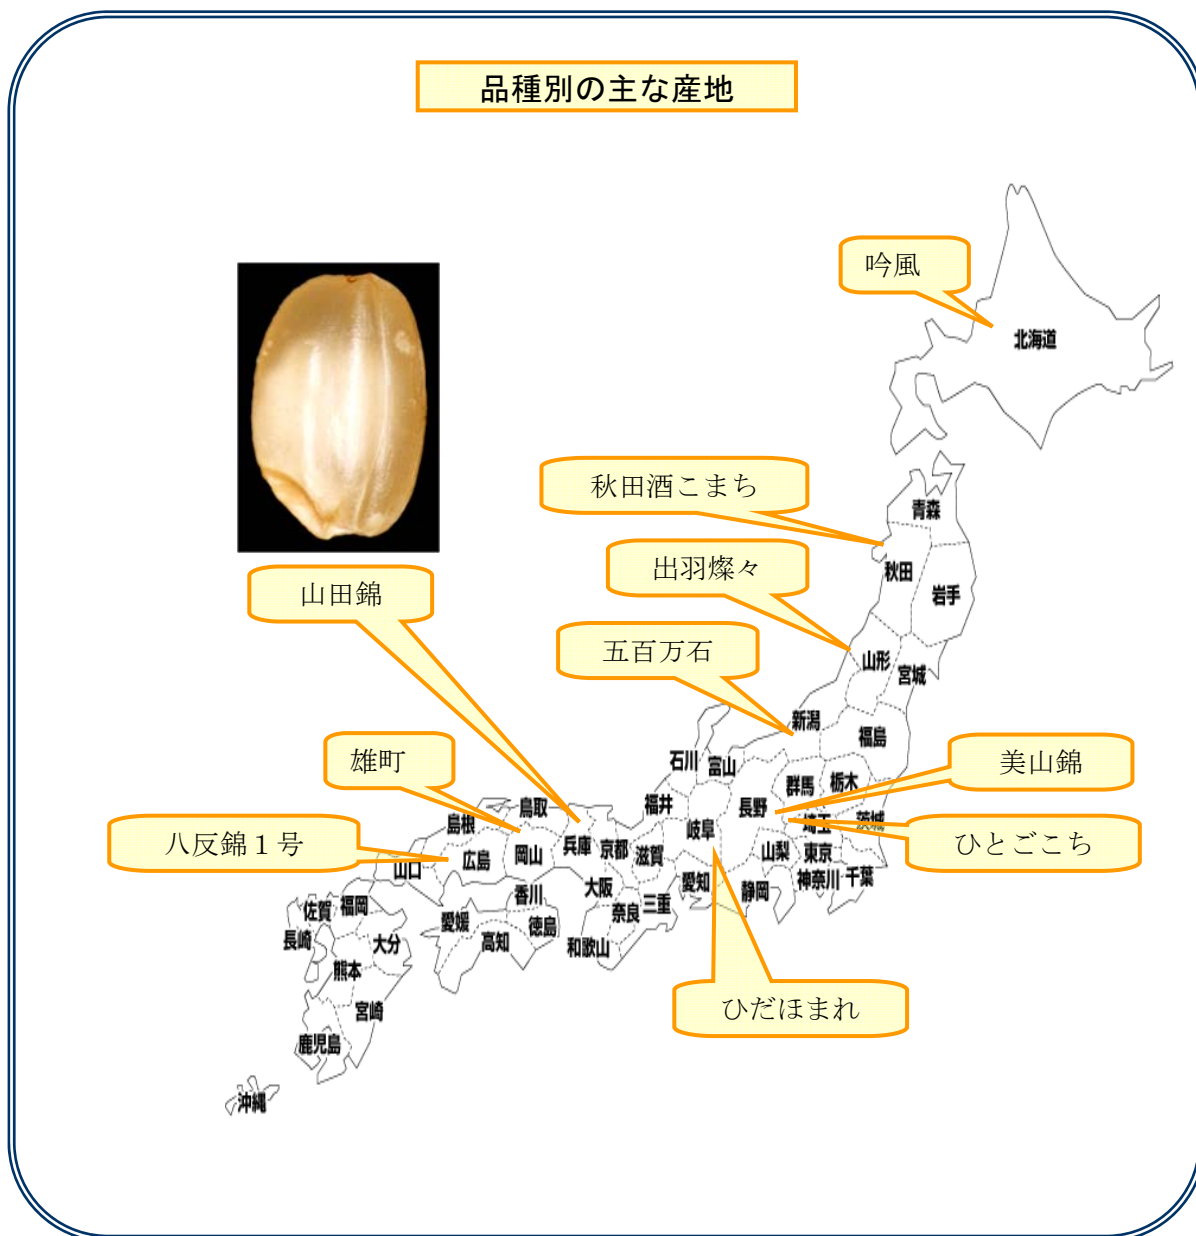 品種別の主な産地
吟風
北海道
秋田酒こまち
青森
出羽燦々
秋田
岩手
山田錦
五百万石
山形
宮城
新潟
福島
雄町
石川
富山
美山錦
群馬
栃木
福井
長野
鳥取
島根
茨城
埼玉
八反錦１号
岐阜
ひとごこち
兵庫
京都
滋賀
岡山
広島
山口
山梨
東京
神奈川
千葉
愛知
静岡
大阪
香川
三重
奈良
佐賀
福岡
愛媛
徳島
高知
和歌山
長崎
大分
熊本
宮崎
ひだほまれ
鹿児島
沖縄